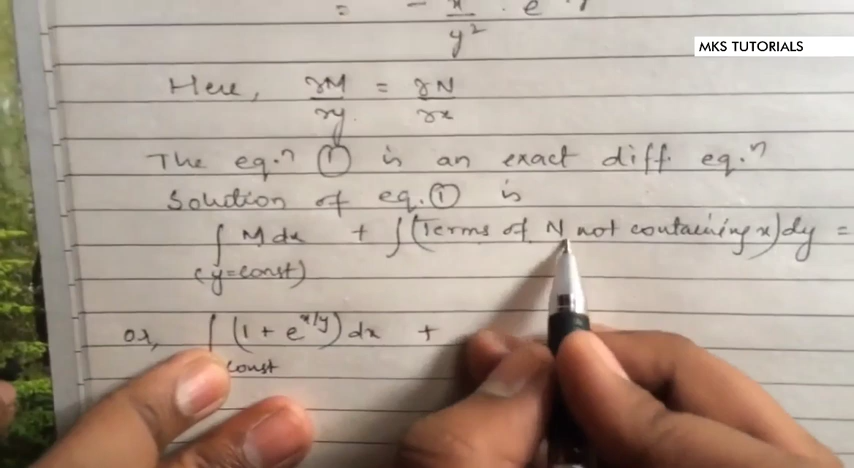 = - x/y² . e
MKS TUTORIALS
Here, ∂M/∂y = ∂N/∂x
The eq.ⁿ ① is an exact diff. eq.ⁿ
Solution of eq.① is
∫ M dx + ∫(Terms of N not containing x)dy =
(y=const)
or, ∫ (1 + e^x/y) dx +
const